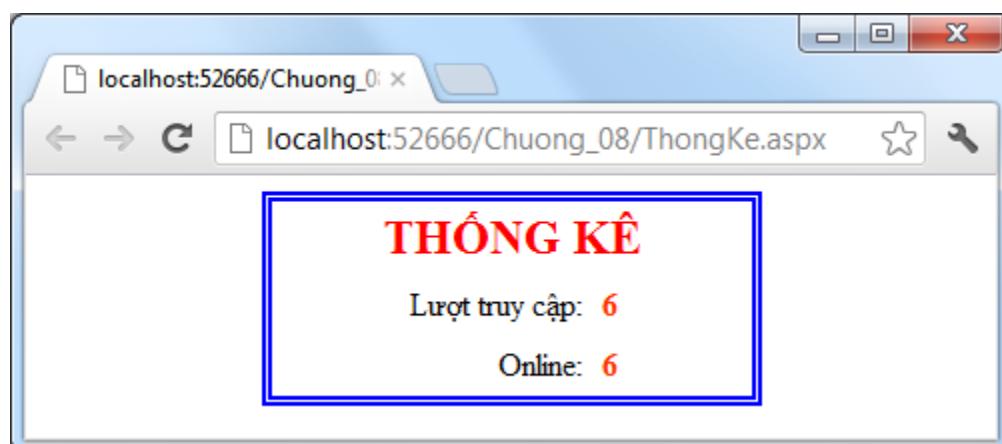 localhost:52666/Chuong_0
localhost:52666/Chuong_08/ThongKe.aspx
THỐNG KÊ
Lượt truy cập: 6
Online: 6